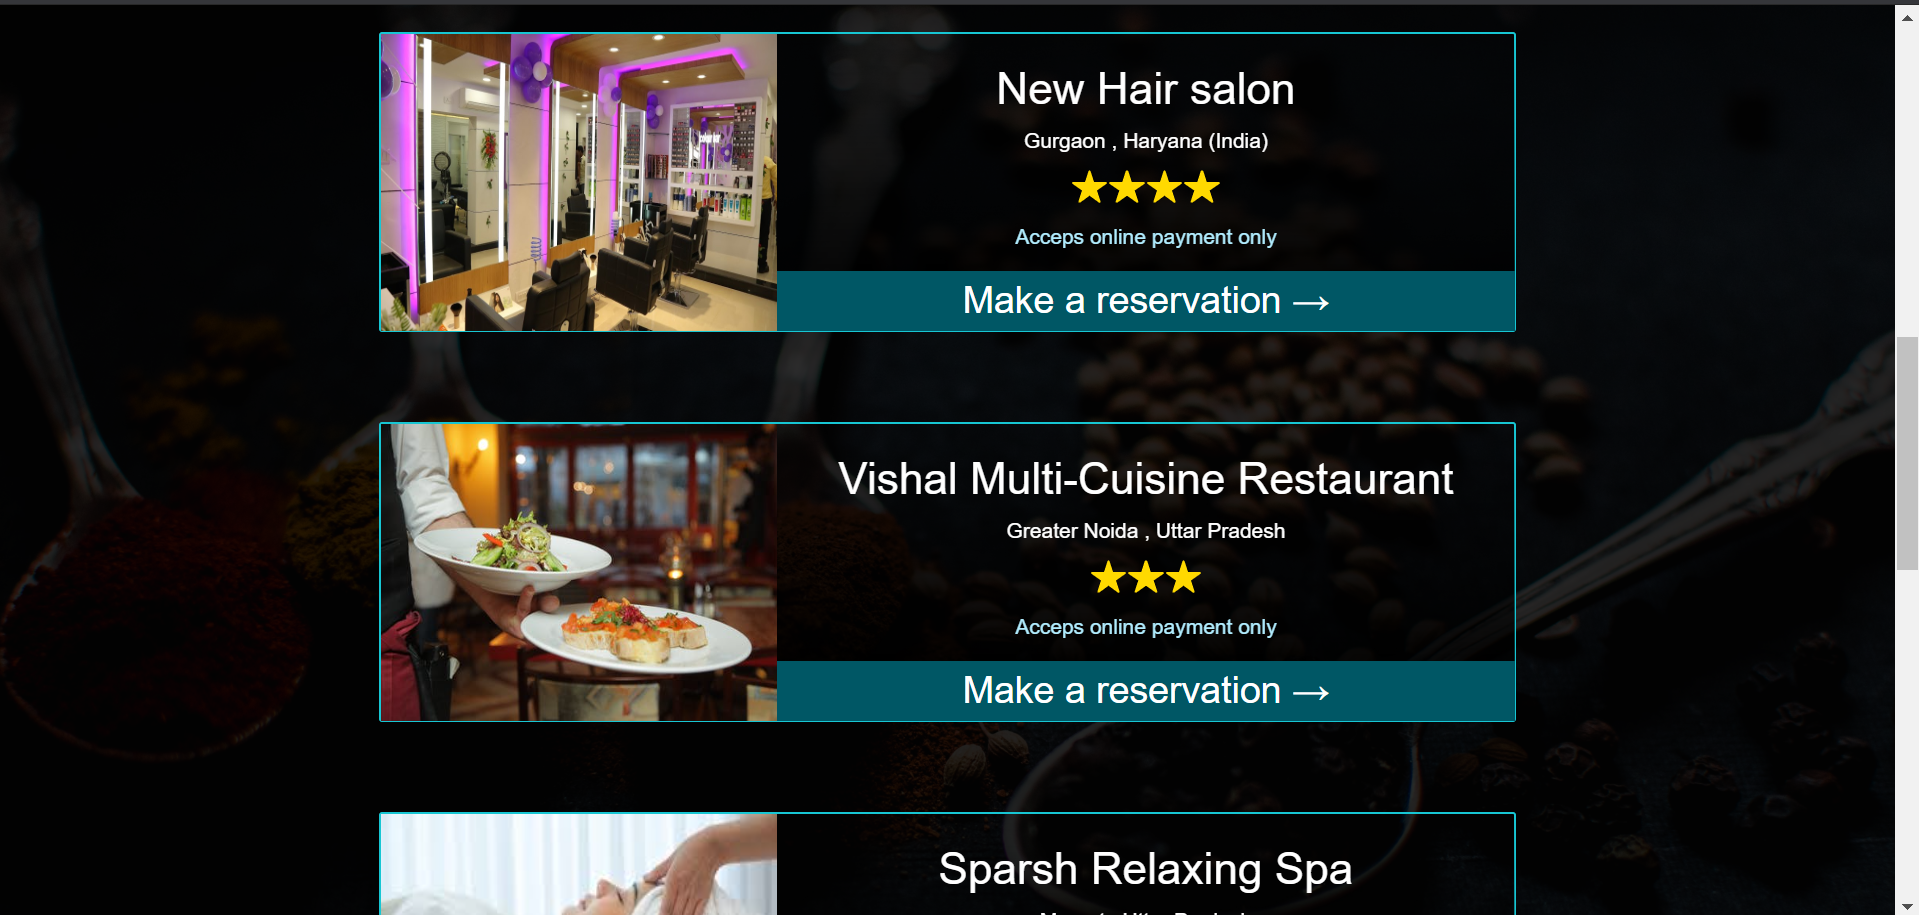 New Hair salon
Gurgaon , Haryana (India)
★★★★
Acceps online payment only
Make a reservation →
Vishal Multi-Cuisine Restaurant
Greater Noida , Uttar Pradesh
★★★
Acceps online payment only
Make a reservation →
Sparsh Relaxing Spa